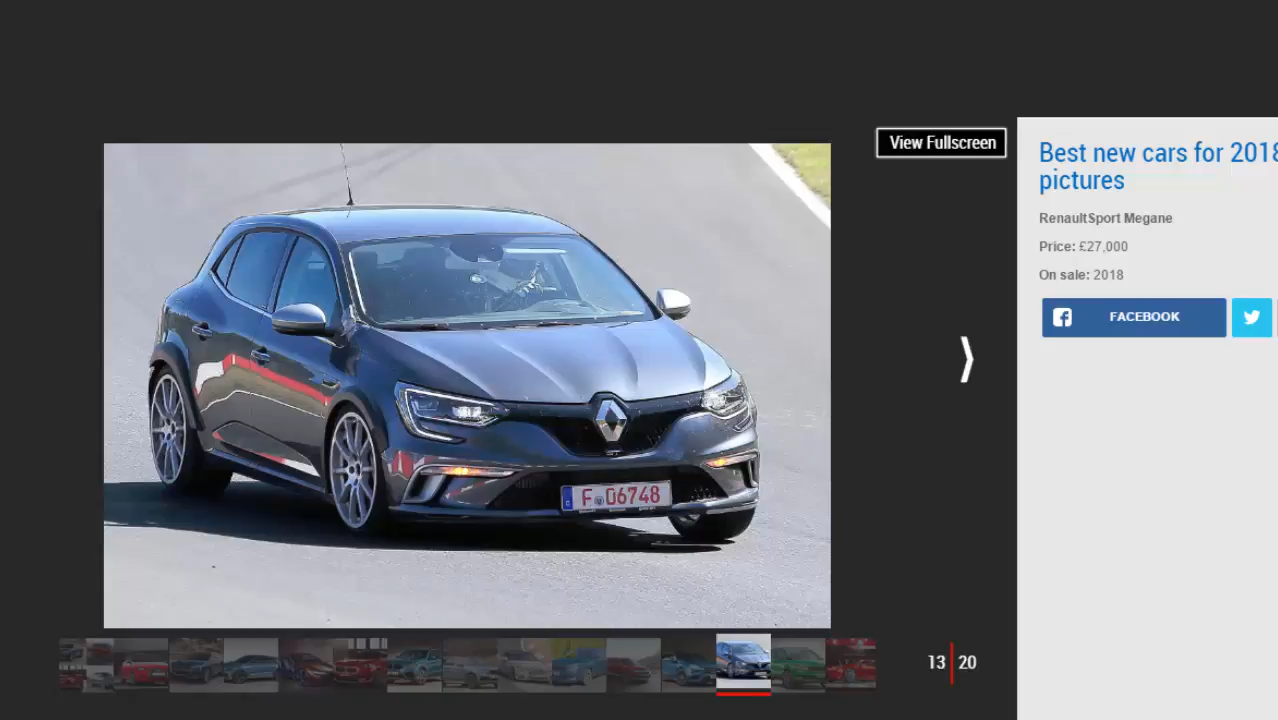 View Fullscreen
Best new cars for 2018
pictures
RenaultSport Megane
Price: £27,000
On sale: 2018
FACEBOOK
F 06748
13 20